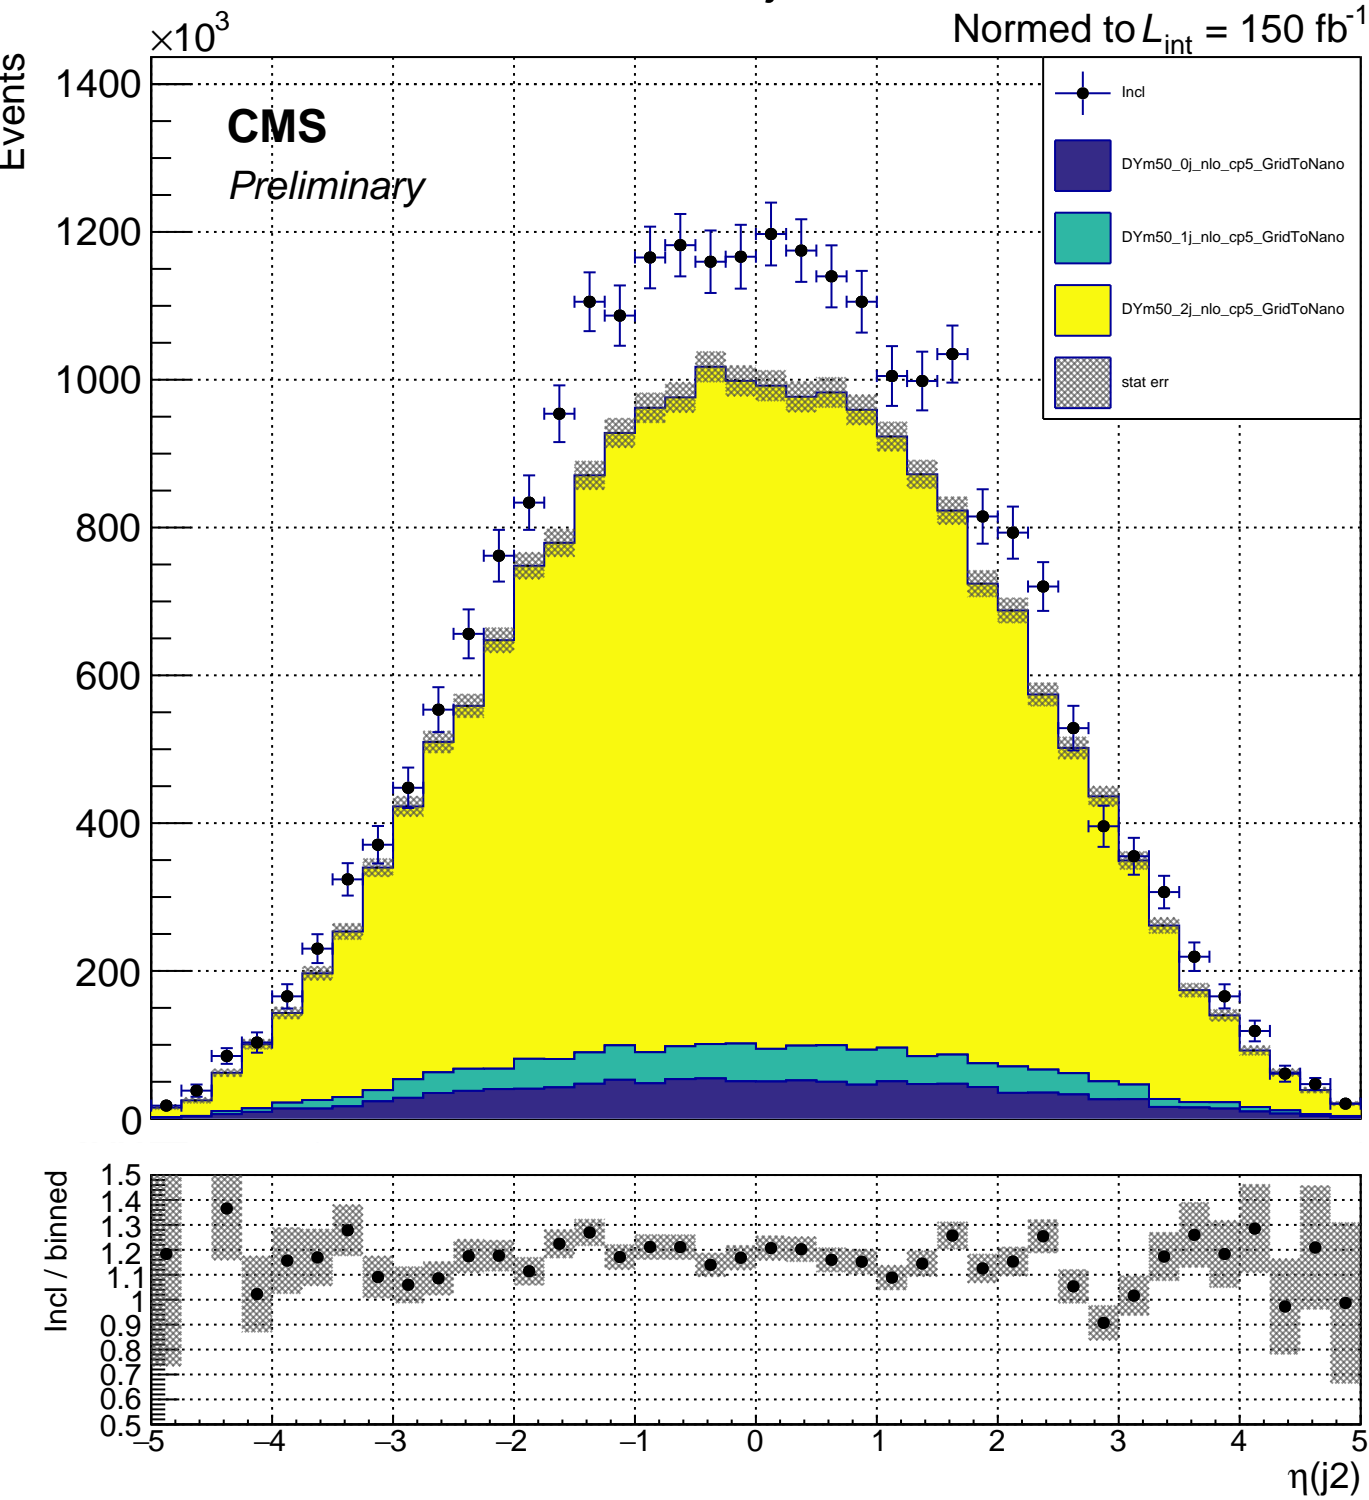 Normed to L_int = 150 fb^-1
×10^3
Events
1400
1200
1000
800
600
400
200
0
CMS
Preliminary
Incl
DYm50_0j_nlo_cp5_GridToNano
DYm50_1j_nlo_cp5_GridToNano
DYm50_2j_nlo_cp5_GridToNano
stat err
Incl / binned
1.5
1.4
1.3
1.2
1.1
1
0.9
0.8
0.7
0.6
0.5
−5 −4 −3 −2 −1 0 1 2 3 4 5
η(j2)